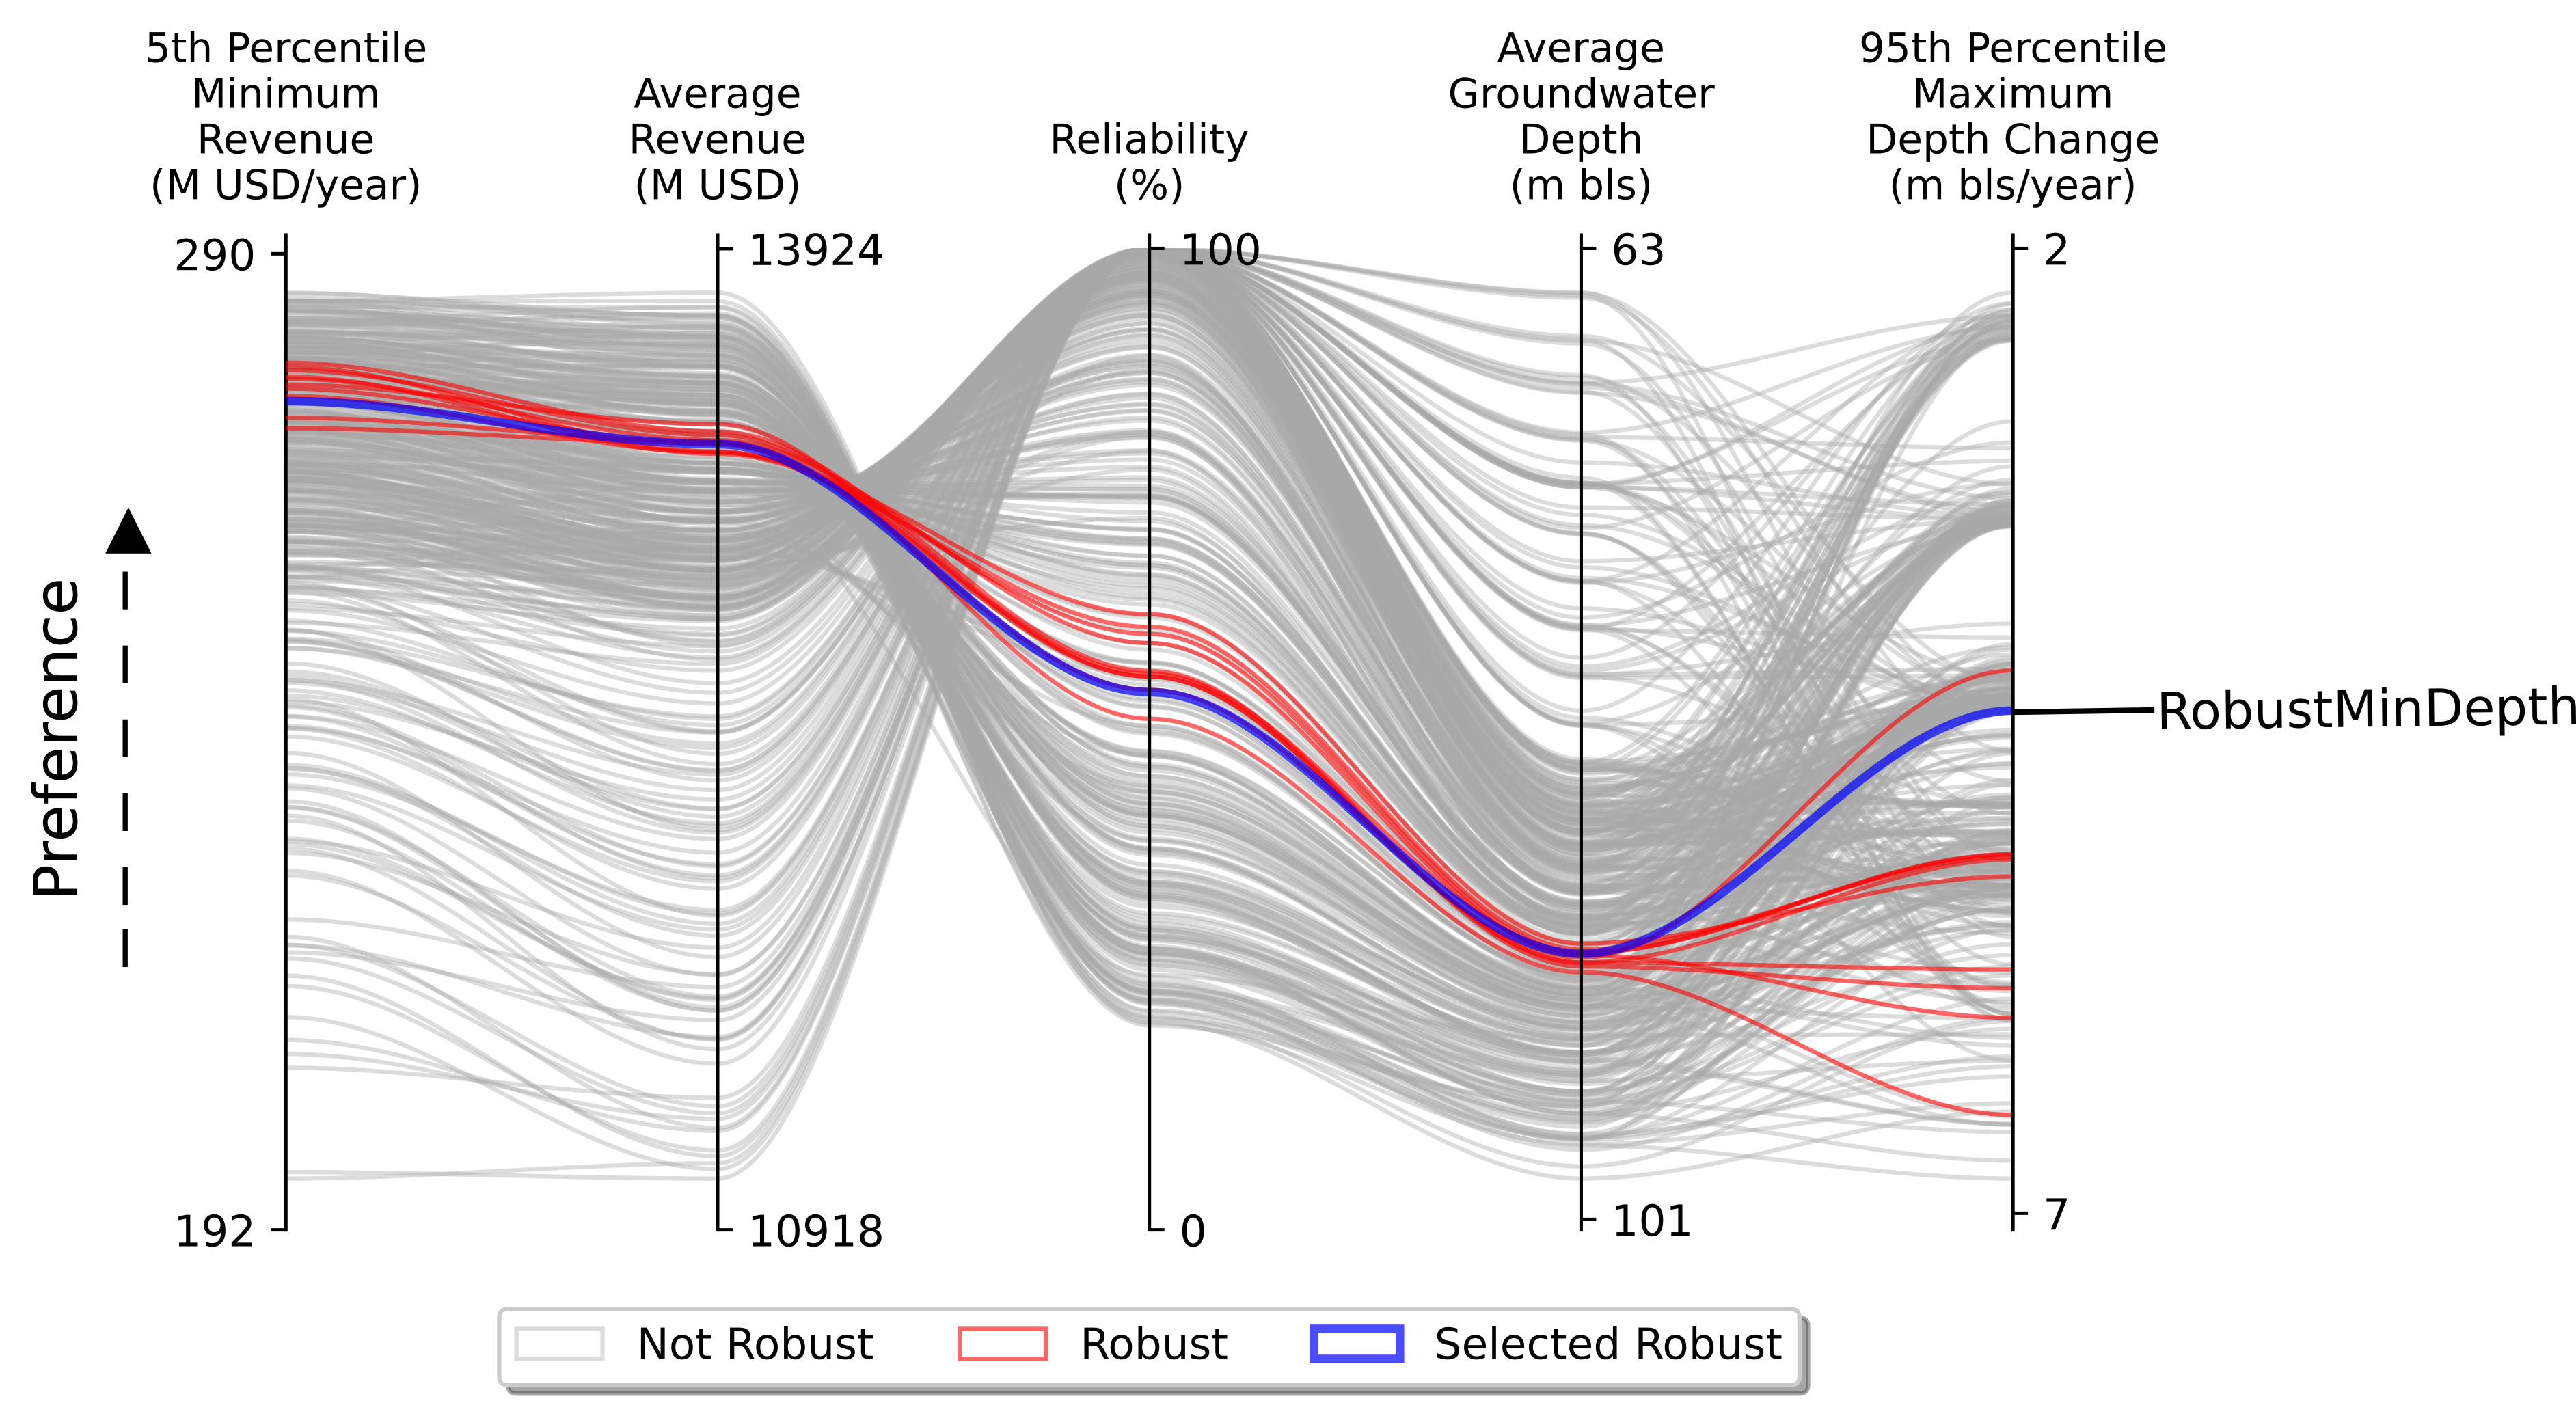 5th Percentile
Minimum
Revenue
(M USD/year)
Average
Revenue
(M USD)
Reliability
(%)
Average
Groundwater
Depth
(m bls)
95th Percentile
Maximum
Depth Change
(m bls/year)
290
13924
100
63
2
Preference
RobustMinDepth
192
10918
0
101
7
Not Robust
Robust
Selected Robust